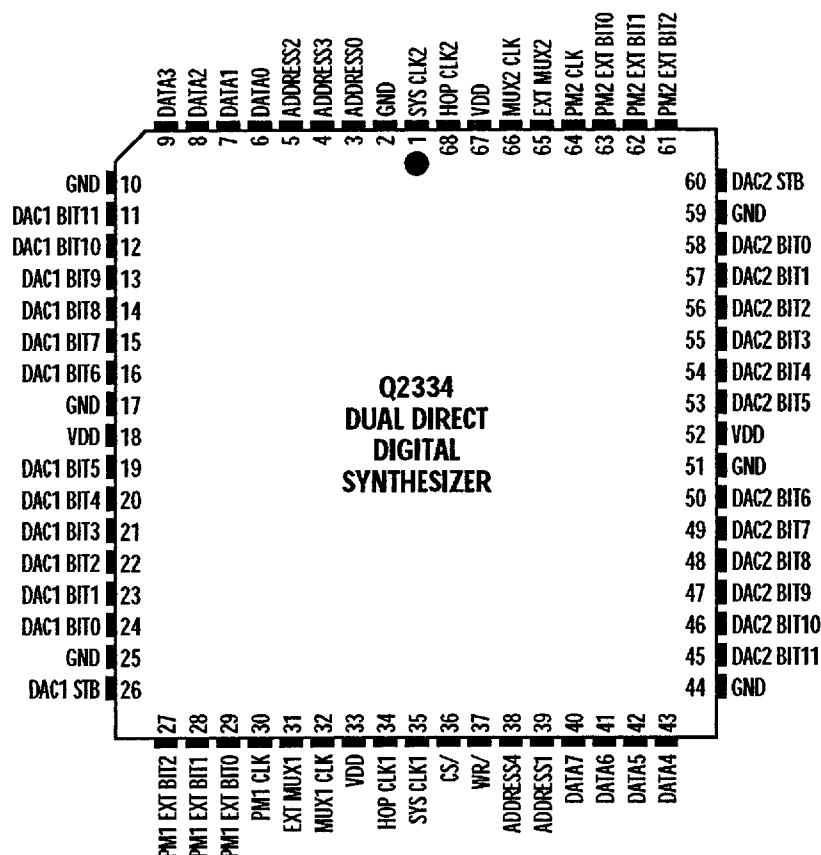 DATA3
DATA2
DATA1
DATA0
ADDRESS2
ADDRESS3
ADDRESS0
GND
SYS CLK2
HOP CLK2
VDD
MUX2 CLK
EXT MUX2
PM2 CLK
PM2 EXT BIT0
PM2 EXT BIT1
PM2 EXT BIT2
9 8 7 6 5 4 3 2 1 68 67 66 65 64 63 62 61
GND 10
DAC1 BIT11 11
DAC1 BIT10 12
DAC1 BIT9 13
DAC1 BIT8 14
DAC1 BIT7 15
DAC1 BIT6 16
GND 17
VDD 18
DAC1 BIT5 19
DAC1 BIT4 20
DAC1 BIT3 21
DAC1 BIT2 22
DAC1 BIT1 23
DAC1 BIT0 24
GND 25
DAC1 STB 26
Q2334
DUAL DIRECT
DIGITAL
SYNTHESIZER
60 DAC2 STB
59 GND
58 DAC2 BIT0
57 DAC2 BIT1
56 DAC2 BIT2
55 DAC2 BIT3
54 DAC2 BIT4
53 DAC2 BIT5
52 VDD
51 GND
50 DAC2 BIT6
49 DAC2 BIT7
48 DAC2 BIT8
47 DAC2 BIT9
46 DAC2 BIT10
45 DAC2 BIT11
44 GND
27 28 29 30 31 32 33 34 35 36 37 38 39 40 41 42 43
PM1 EXT BIT2
PM1 EXT BIT1
PM1 EXT BIT0
PM1 CLK
EXT MUX1
MUX1 CLK
VDD
HOP CLK1
SYS CLK1
CS/
WR/
ADDRESS4
ADDRESS1
DATA7
DATA6
DATA5
DATA4